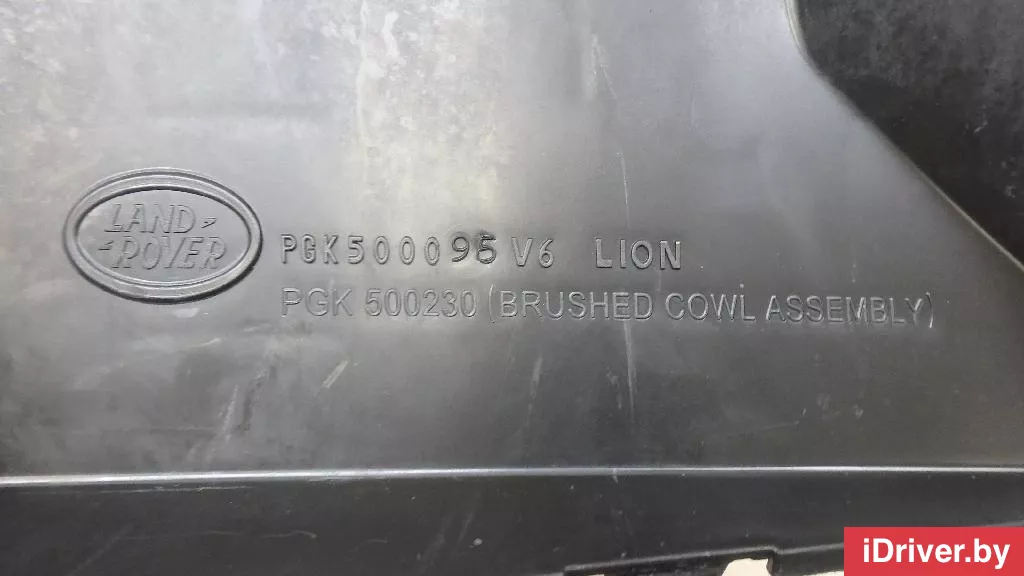 LAND
ROVER
PGK500095 V6 LION
PGK 500230 (BRUSHED COWL ASSEMBLY)
iDriver.by